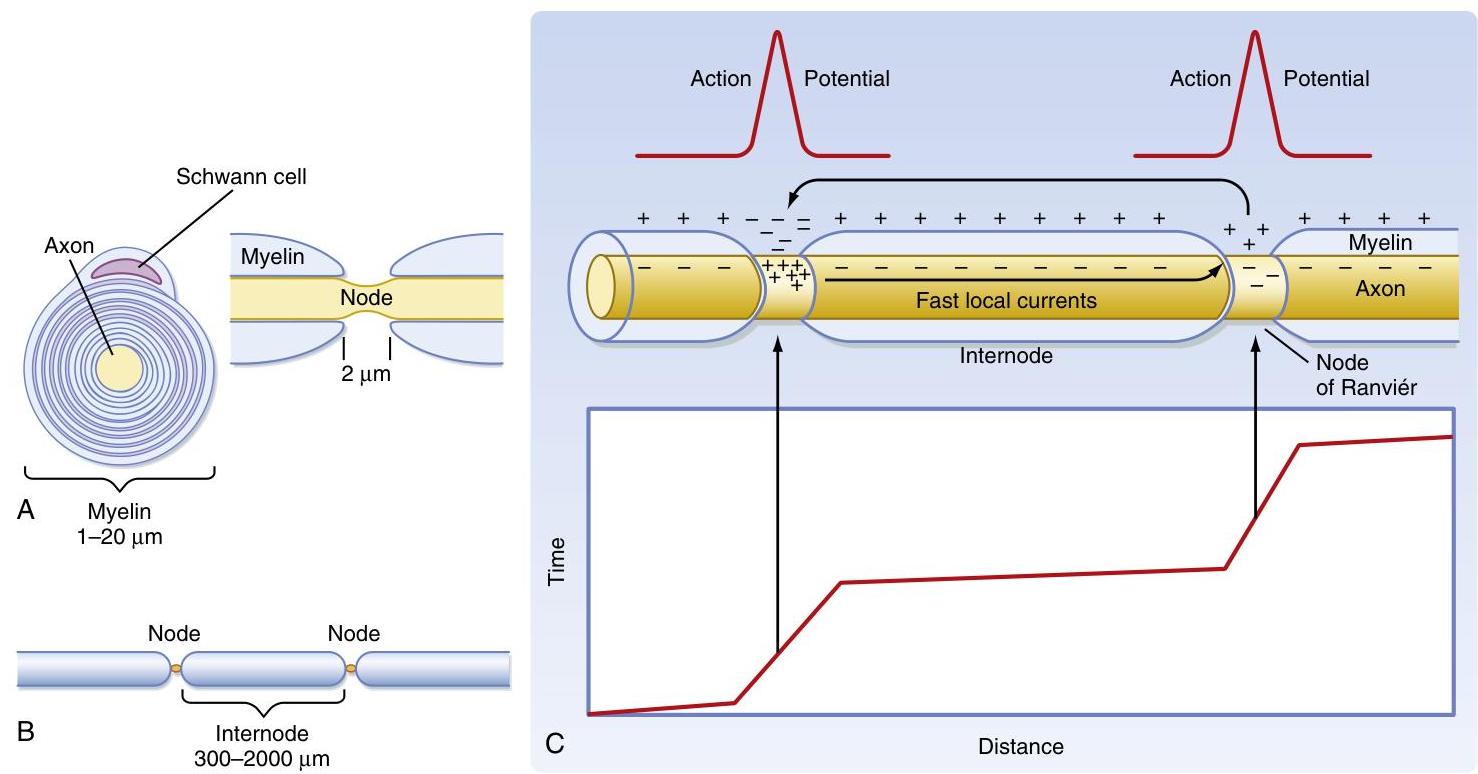 Schwann cell
Axon
Myelin
Node
2 μm
Myelin
1–20 μm
A
Node
Node
Internode
300–2000 μm
B
Action
Potential
Action
Potential
+ + + − − − + + + + + + + + + + + + + +
− − − + + + +
− + Myelin
− − − − + + + − − − − − − − − − − − − − −
+ + + + −
+ − Axon
Fast local currents
Internode
Node
of Ranviér
Time
Distance
C